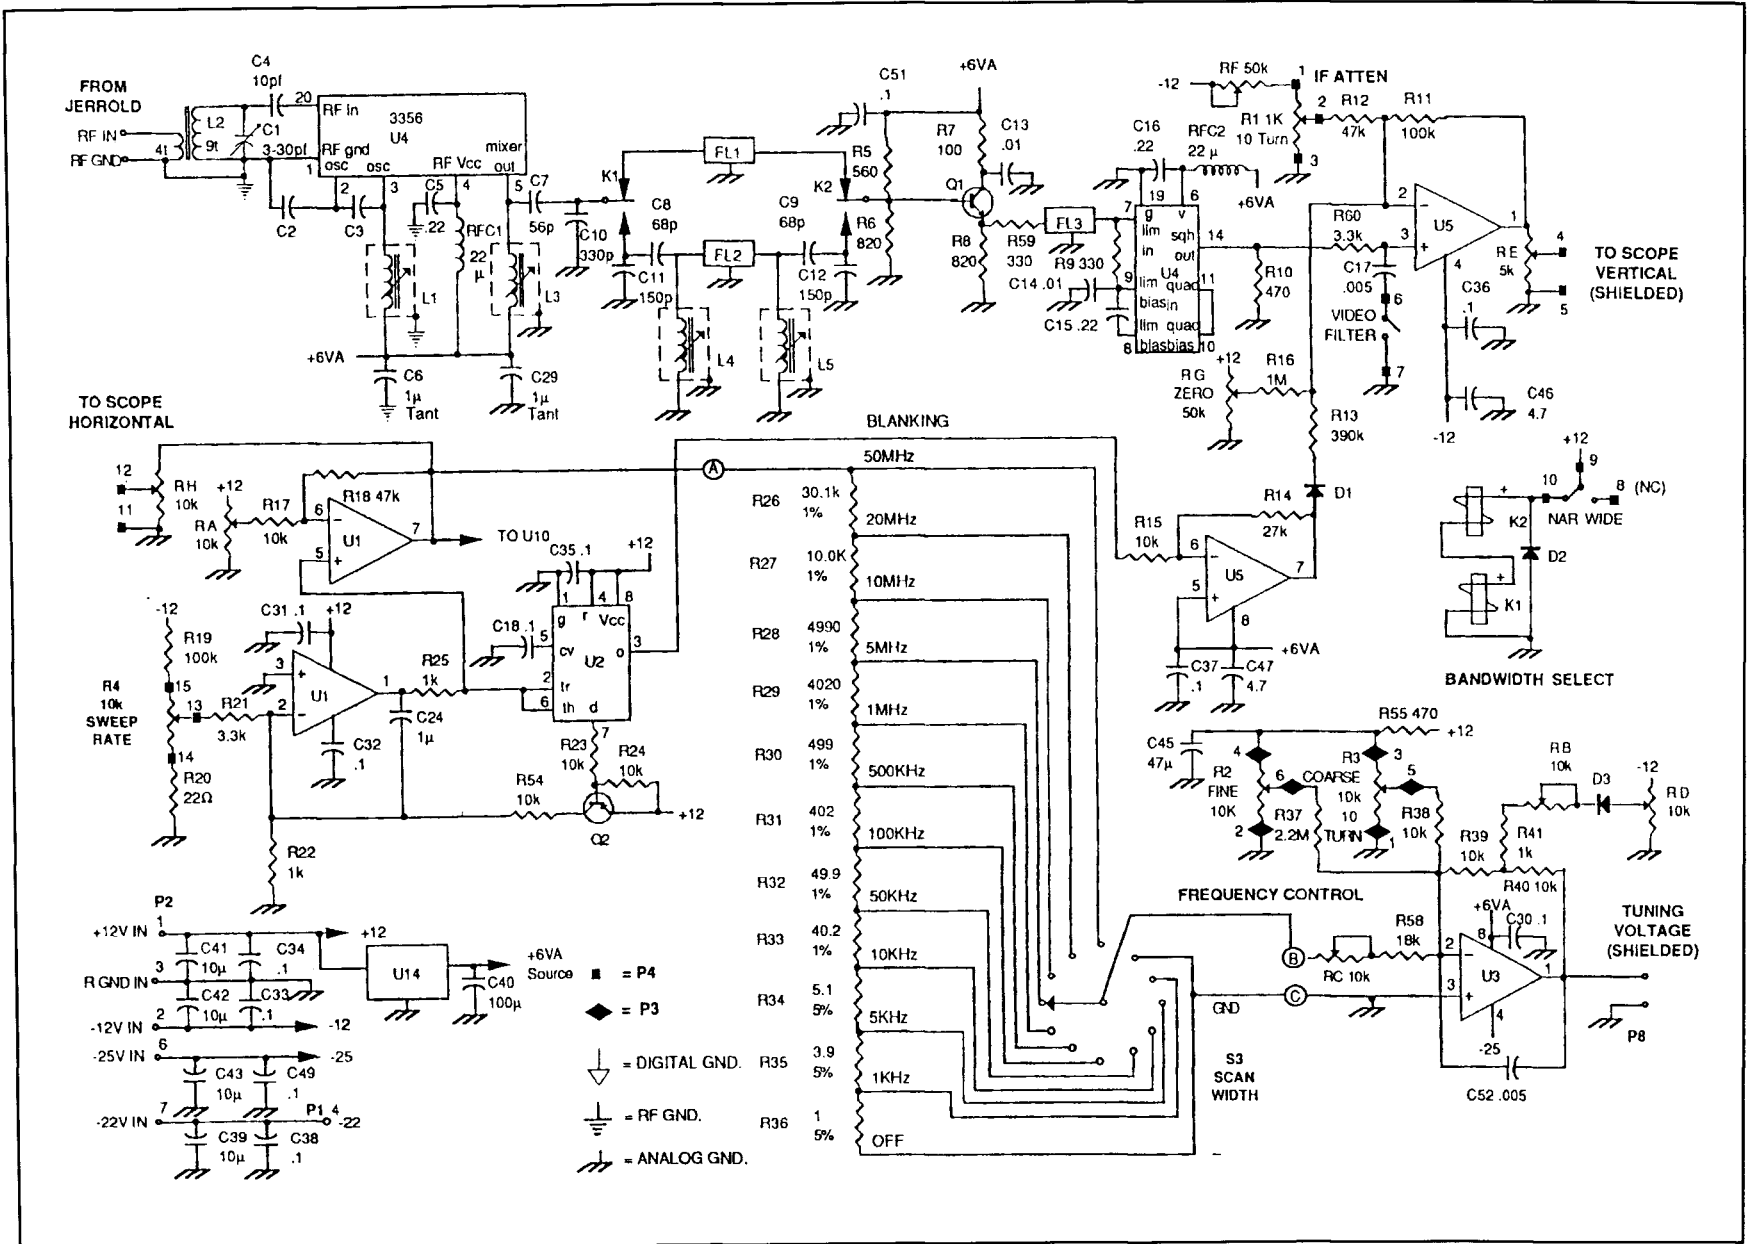 FROM
JERROLD
RF IN
RF GND
4t
L2
9t
C4
10pf
C1
3-30pf
20
RF In
3356
U4
mixer
out
RF gnd
osc
osc
RF Vcc
1
2
3
4
5
C2
C3
C5
.22
RFC1
22
µ
L1
L3
C7
56p
C10
330p
+6VA
C6
1µ
Tant
C29
1µ
Tant
K1
FL1
C8
68p
C9
68p
C11
150p
FL2
C12
150p
L4
L5
K2
C51
.1
R5
560
R6
820
+6VA
R7
100
C13
.01
Q1
R8
820
R59
330
FL3
R9 330
C14 .01
C15 .22
C16
.22
RFC2
22 µ
+6VA
7
19
6
g
v
lim
in
sqh
out
14
9
U4
11
lim
bias
quad
in
lim
bias
quad
bias
8
10
R10
470
-12
RF 50k
1
IF ATTEN
R1 1K
10 Turn
2
3
R12
47k
R11
100k
R60
3.3k
C17
.005
6
VIDEO
FILTER
7
2
3
U5
1
4
RE
5k
4
5
TO SCOPE
VERTICAL
(SHIELDED)
C36
.1
C46
4.7
-12
+12
RG
ZERO
50k
R16
1M
R13
390k
D1
TO SCOPE
HORIZONTAL
12
11
RH
10k
+12
RA
10k
R17
10k
R18 47k
6
5
U1
7
TO U10
BLANKING
A
C35 .1
+12
1
4
8
g
r
Vcc
C18 .1
5
cv
U2
o
3
2
tr
6
th
d
7
-12
R19
100k
R4
10k
SWEEP
RATE
15
13
14
R20
22Ω
R21
3.3k
C31 .1
+12
3
2
U1
1
C32
.1
R25
1k
C24
1µ
R23
10k
R24
10k
R54
10k
Q2
+12
R22
1k
50MHz
R26
30.1k
1%
20MHz
R27
10.0K
1%
10MHz
R28
4990
1%
5MHz
R29
4020
1%
1MHz
R30
499
1%
500KHz
R31
402
1%
100KHz
R32
49.9
1%
50KHz
R33
40.2
1%
10KHz
R34
5.1
5%
5KHz
R35
3.9
5%
1KHz
R36
1
5%
OFF
R15
10k
R14
27k
6
5
U5
7
8
+6VA
C37
.1
C47
4.7
+12
9
10
8 (NC)
NAR WIDE
K2
D2
K1
BANDWIDTH SELECT
R55 470
+12
C45
47µ
4
R2
FINE
10K
2
6
COARSE
R3
3
10k
10
TURN
1
5
R37
2.2M
R38
10k
RB
10k
D3
-12
RD
10k
R39
10k
R41
1k
R40 10k
FREQUENCY CONTROL
B
RC 10k
R58
18k
+6VA
C30 .1
8
2
3
U3
1
4
-25
C52 .005
GND
C
TUNING
VOLTAGE
(SHIELDED)
P8
S3
SCAN
WIDTH
P2
1
+12V IN
C41
10µ
C34
.1
+12
3
R GND IN
C42
10µ
C33
.1
2
-12V IN
-12
6
-25V IN
-25
C43
10µ
C49
.1
7
-22V IN
P1
4
-22
C39
10µ
C38
.1
U14
+6VA
Source
C40
100µ
= P4
= P3
= DIGITAL GND.
= RF GND.
= ANALOG GND.